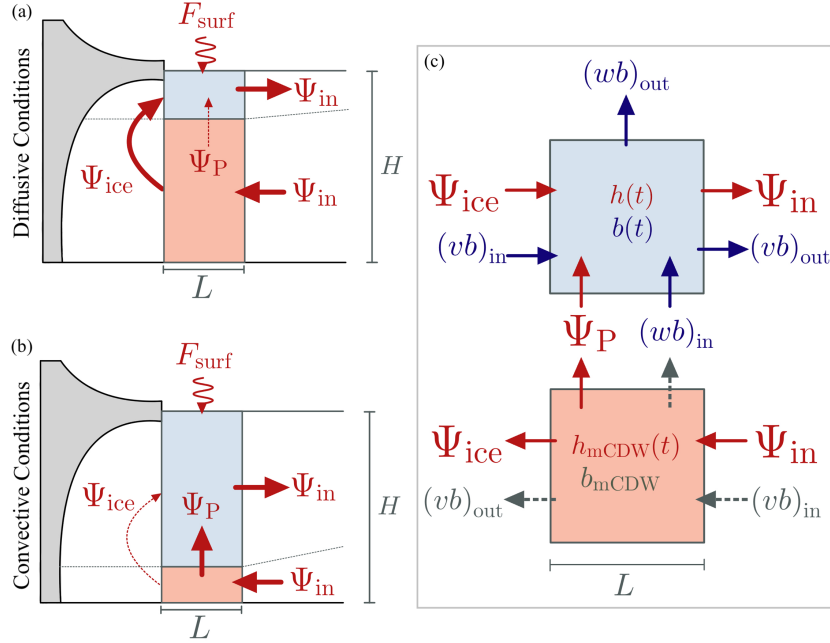 (a)
Diffusive Conditions
F_surf
Ψ_in
Ψ_P
Ψ_ice
Ψ_in
H
L
(b)
Convective Conditions
F_surf
Ψ_ice
Ψ_P
Ψ_in
Ψ_in
H
L
(c)
(wb)_out
Ψ_ice
h(t)
b(t)
Ψ_in
(vb)_in
(vb)_out
Ψ_P
(wb)_in
Ψ_ice
h_mCDW(t)
b_mCDW
Ψ_in
(vb)_out
(vb)_in
L